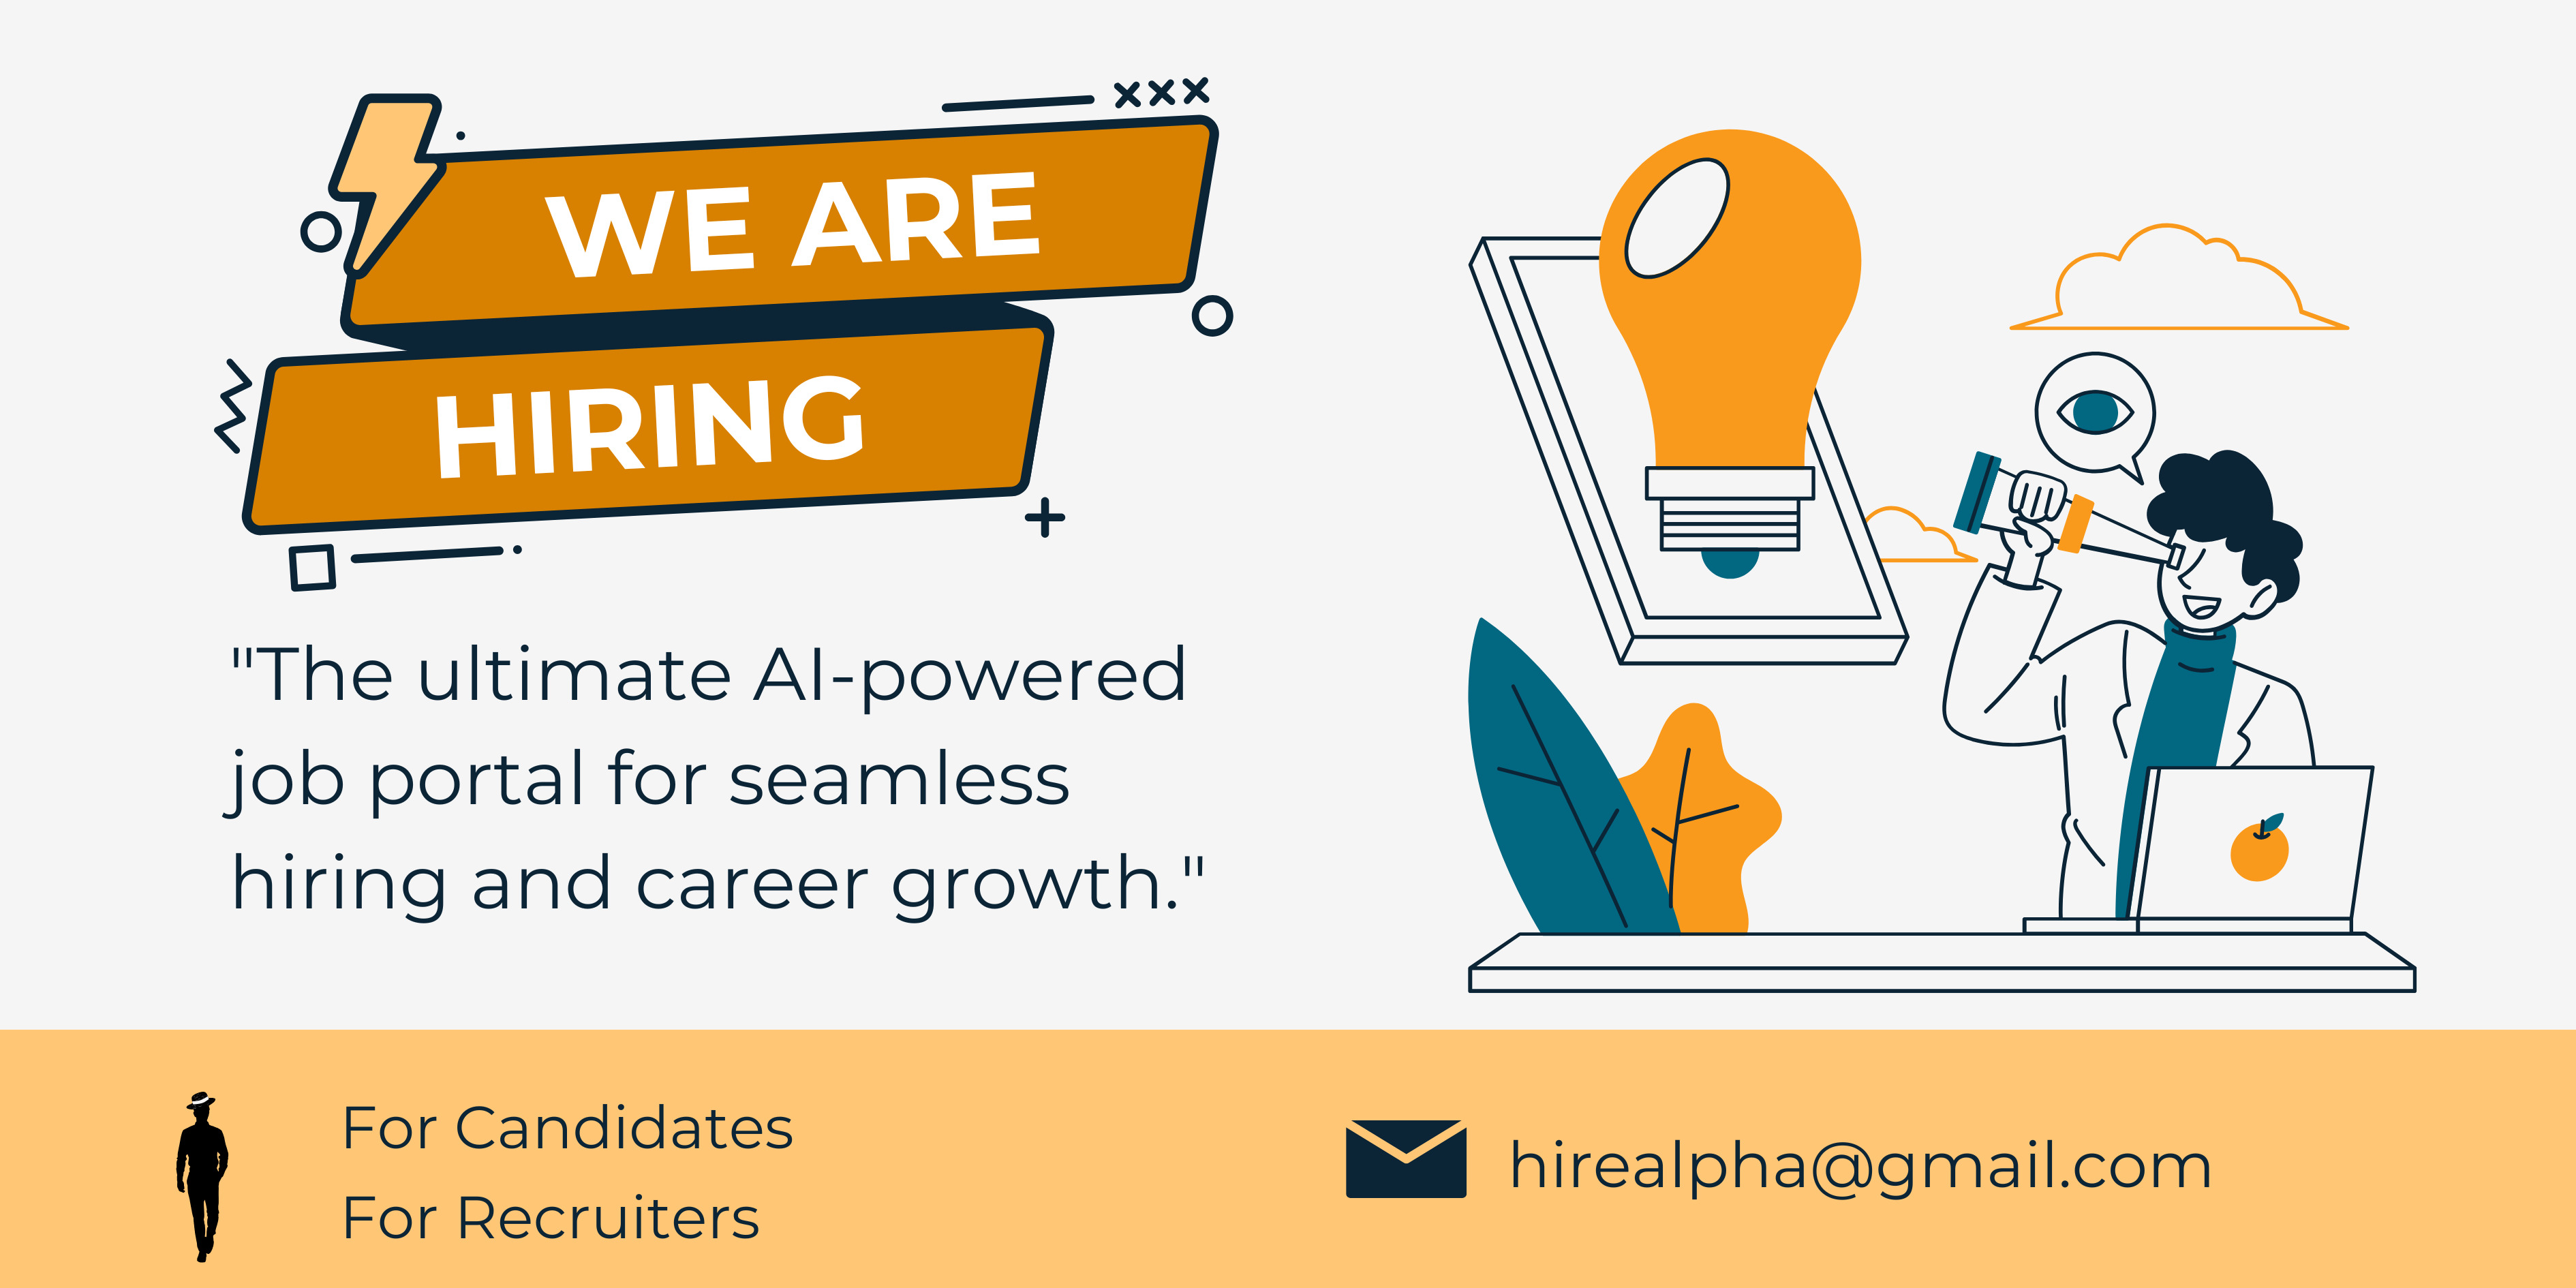 WE ARE
HIRING
"The ultimate AI-powered
job portal for seamless
hiring and career growth."
For Candidates
For Recruiters
hirealpha@gmail.com